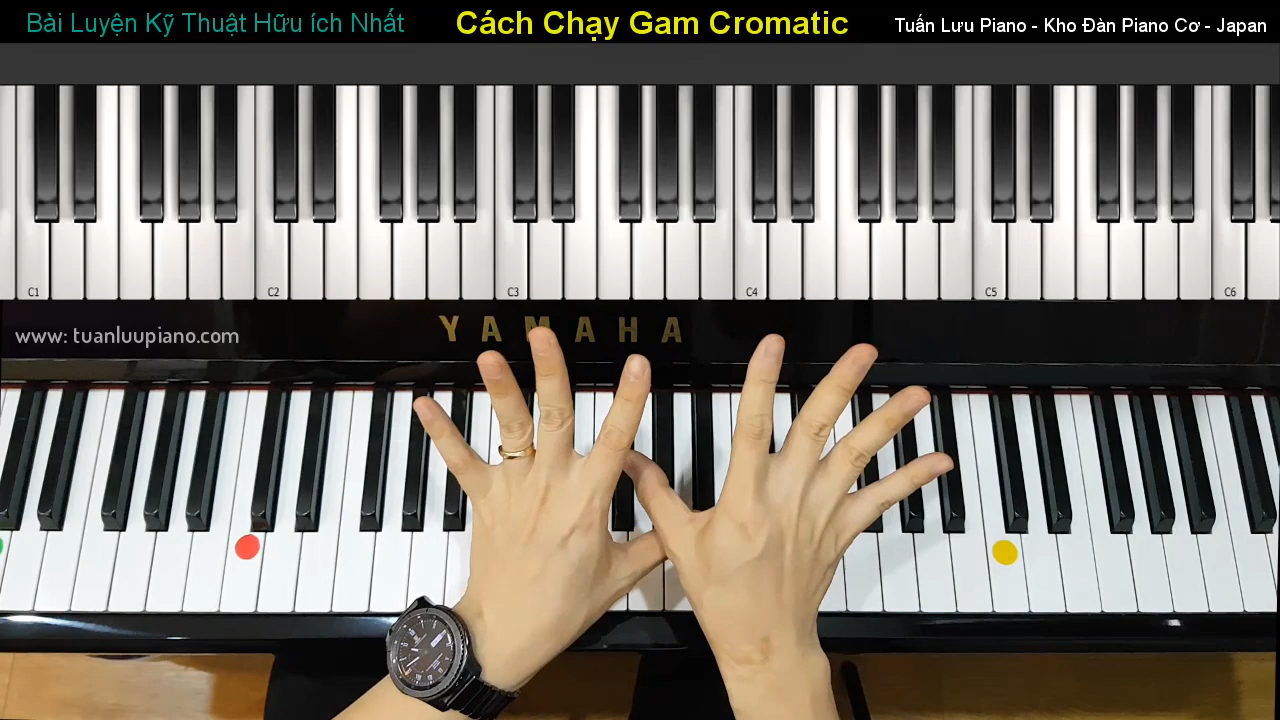 Bài Luyện Kỹ Thuật Hữu ích Nhất
Cách Chạy Gam Cromatic
Tuấn Lưu Piano - Kho Đàn Piano Cơ - Japan
C1 C2 C3 C4 C5 C6
www: tuanluupiano.com
YAMAHA